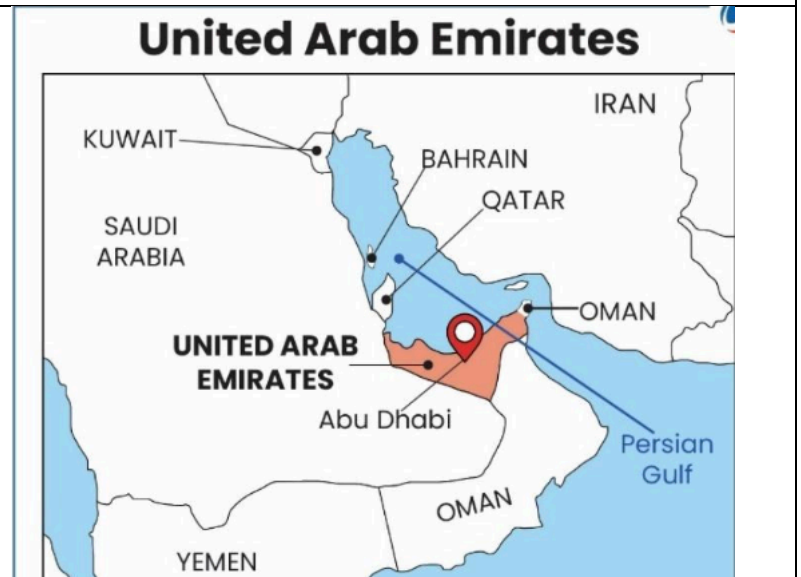 United Arab Emirates
IRAN
KUWAIT
BAHRAIN
QATAR
SAUDI
ARABIA
OMAN
UNITED ARAB
EMIRATES
Abu Dhabi
Persian
Gulf
OMAN
YEMEN